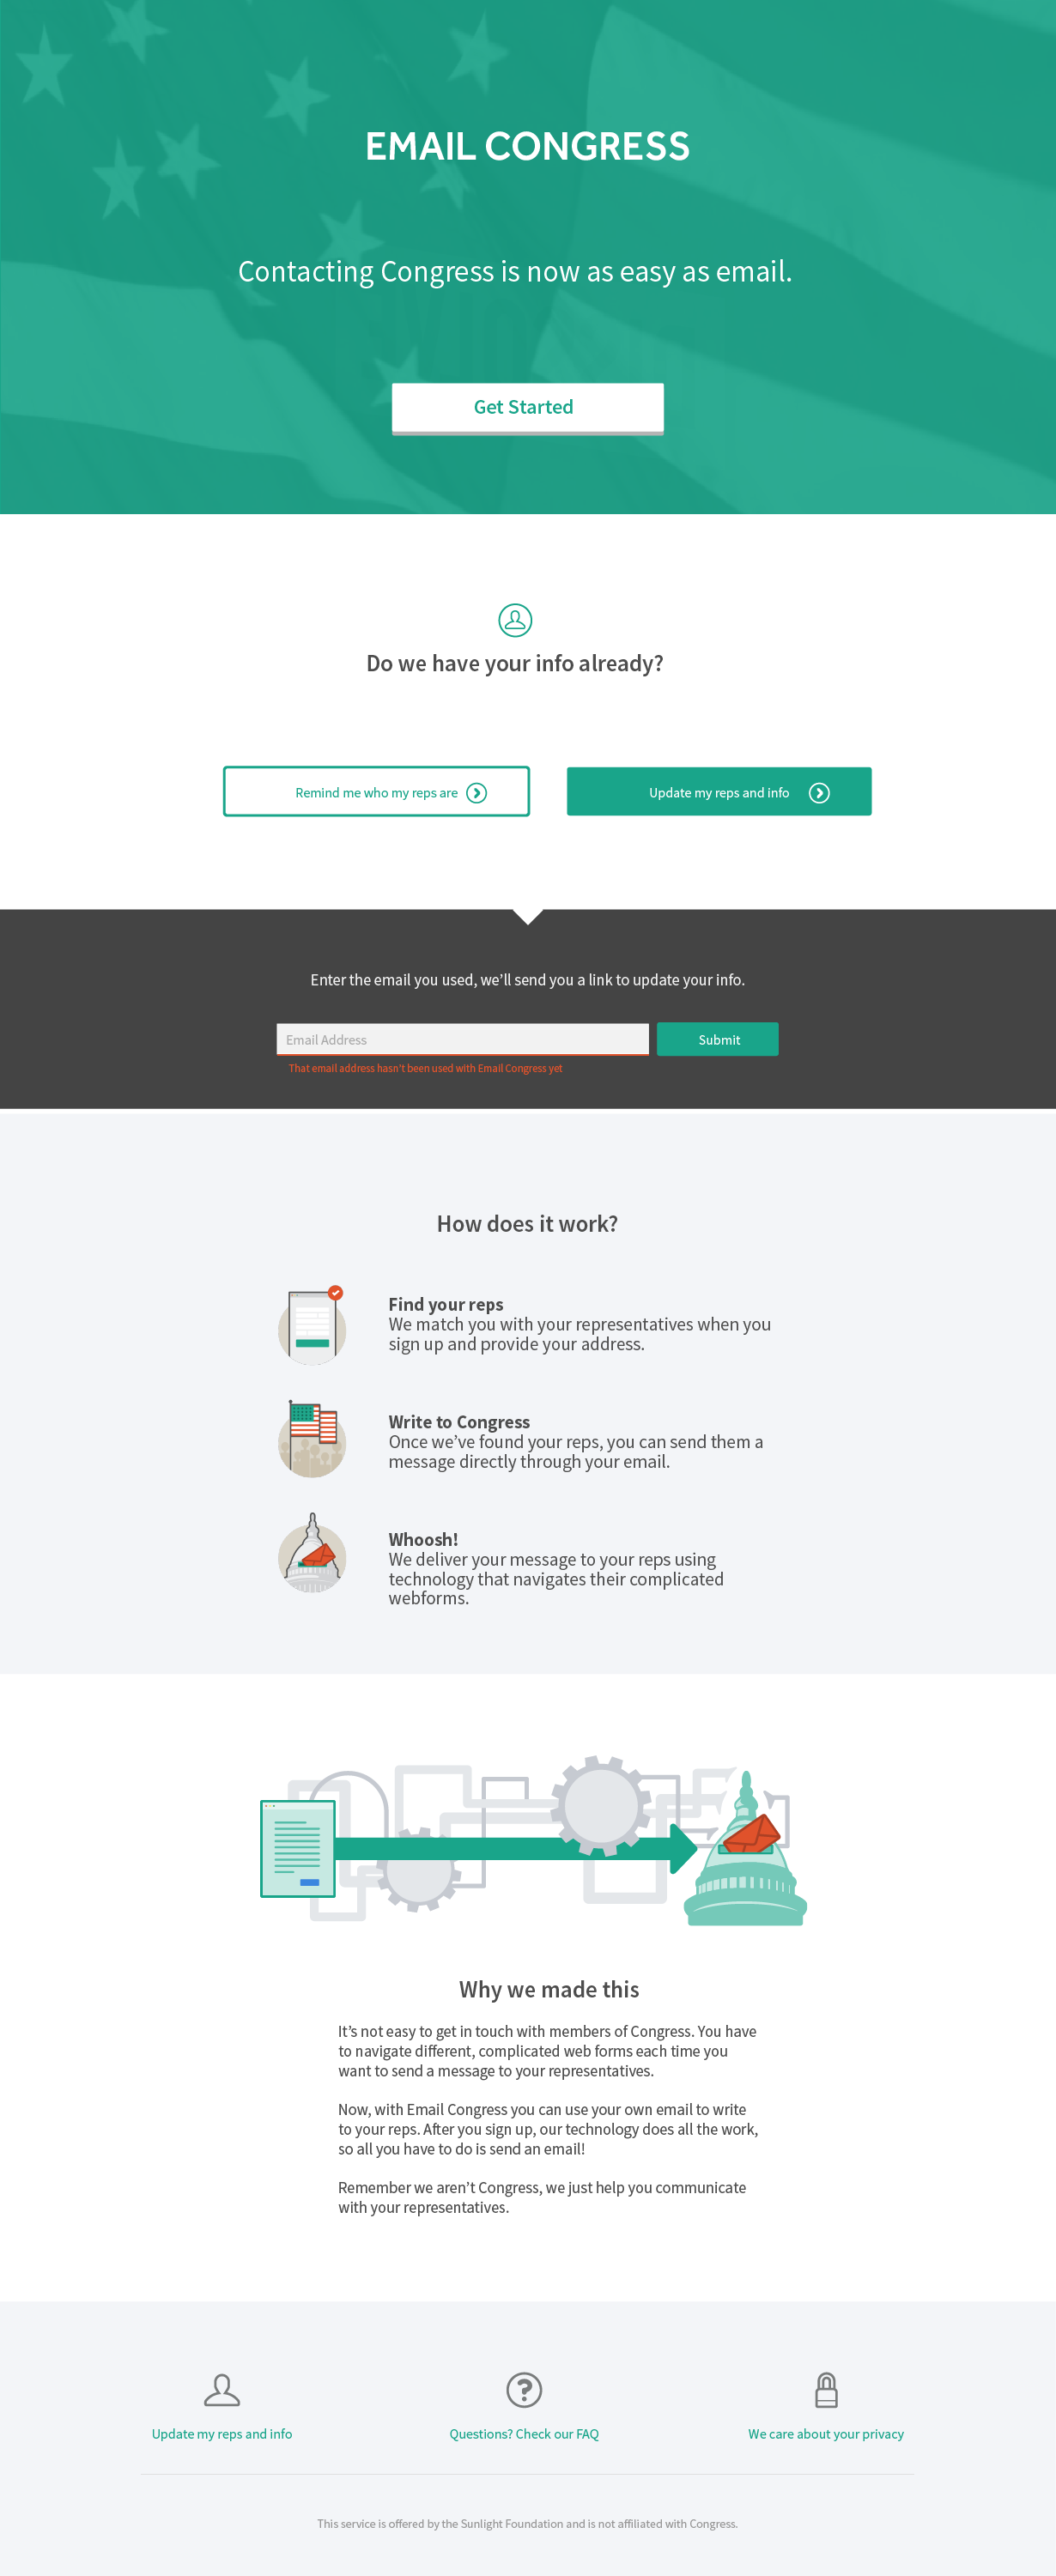 EMAIL CONGRESS
Contacting Congress is now as easy as email.
Get Started
Do we have your info already?
Remind me who my reps are
Update my reps and info
Enter the email you used, we’ll send you a link to update your info.
Email Address
Submit
That email address hasn’t been used with Email Congress yet
How does it work?
Find your reps
We match you with your representatives when you
sign up and provide your address.
Write to Congress
Once we’ve found your reps, you can send them a
message directly through your email.
Whoosh!
We deliver your message to your reps using
technology that navigates their complicated
webforms.
Why we made this
It’s not easy to get in touch with members of Congress. You have
to navigate different, complicated web forms each time you
want to send a message to your representatives.
Now, with Email Congress you can use your own email to write
to your reps. After you sign up, our technology does all the work,
so all you have to do is send an email!
Remember we aren’t Congress, we just help you communicate
with your representatives.
Update my reps and info
Questions? Check our FAQ
We care about your privacy
This service is offered by the Sunlight Foundation and is not affiliated with Congress.